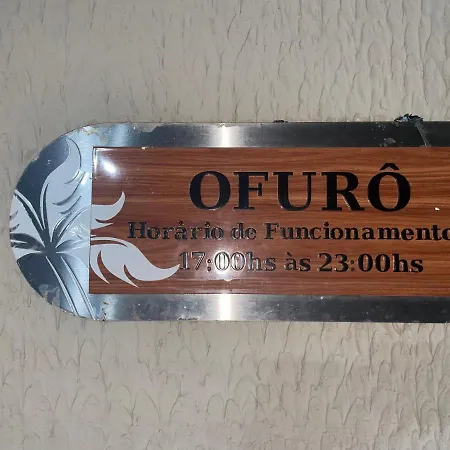 OFURÔ
Horário de Funcionamento
17:00hs às 23:00hs